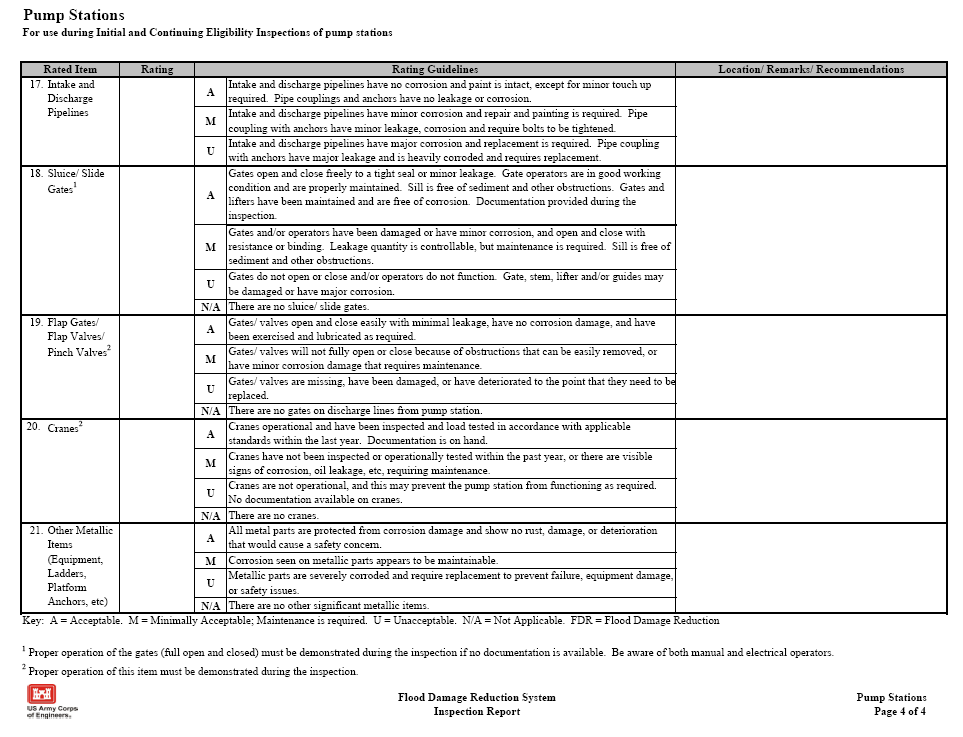 Pump Stations
For use during Initial and Continuing Eligibility Inspections of pump stations
Rated Item Rating Rating Guidelines Location/ Remarks/ Recommendations
17. Intake and
Discharge
Pipelines
A
Intake and discharge pipelines have no corrosion and paint is intact, except for minor touch up
required. Pipe couplings and anchors have no leakage or corrosion.
M
Intake and discharge pipelines have minor corrosion and repair and painting is required. Pipe
coupling with anchors have minor leakage, corrosion and require bolts to be tightened.
U
Intake and discharge pipelines have major corrosion and replacement is required. Pipe coupling
with anchors have major leakage and is heavily corroded and requires replacement.
18. Sluice/ Slide
Gates1
A
Gates open and close freely to a tight seal or minor leakage. Gate operators are in good working
condition and are properly maintained. Sill is free of sediment and other obstructions. Gates and
lifters have been maintained and are free of corrosion. Documentation provided during the
inspection.
M
Gates and/or operators have been damaged or have minor corrosion, and open and close with
resistance or binding. Leakage quantity is controllable, but maintenance is required. Sill is free of
sediment and other obstructions.
U
Gates do not open or close and/or operators do not function. Gate, stem, lifter and/or guides may
be damaged or have major corrosion.
N/A There are no sluice/ slide gates.
19. Flap Gates/
Flap Valves/
Pinch Valves2
A
Gates/ valves open and close easily with minimal leakage, have no corrosion damage, and have
been exercised and lubricated as required.
M
Gates/ valves will not fully open or close because of obstructions that can be easily removed, or
have minor corrosion damage that requires maintenance.
U
Gates/ valves are missing, have been damaged, or have deteriorated to the point that they need to be
replaced.
N/A There are no gates on discharge lines from pump station.
20. Cranes2
A
Cranes operational and have been inspected and load tested in accordance with applicable
standards within the last year. Documentation is on hand.
M
Cranes have not been inspected or operationally tested within the past year, or there are visible
signs of corrosion, oil leakage, etc, requiring maintenance.
U
Cranes are not operational, and this may prevent the pump station from functioning as required.
No documentation available on cranes.
N/A There are no cranes.
21. Other Metallic
Items
(Equipment,
Ladders,
Platform
Anchors, etc)
A
All metal parts are protected from corrosion damage and show no rust, damage, or deterioration
that would cause a safety concern.
M Corrosion seen on metallic parts appears to be maintainable.
U
Metallic parts are severely corroded and require replacement to prevent failure, equipment damage,
or safety issues.
N/A There are no other significant metallic items.
Key: A = Acceptable. M = Minimally Acceptable; Maintenance is required. U = Unacceptable. N/A = Not Applicable. FDR = Flood Damage Reduction
1 Proper operation of the gates (full open and closed) must be demonstrated during the inspection if no documentation is available. Be aware of both manual and electrical operators.
2 Proper operation of this item must be demonstrated during the inspection.
US Army Corps
of Engineers®
Flood Damage Reduction System
Inspection Report
Pump Stations
Page 4 of 4